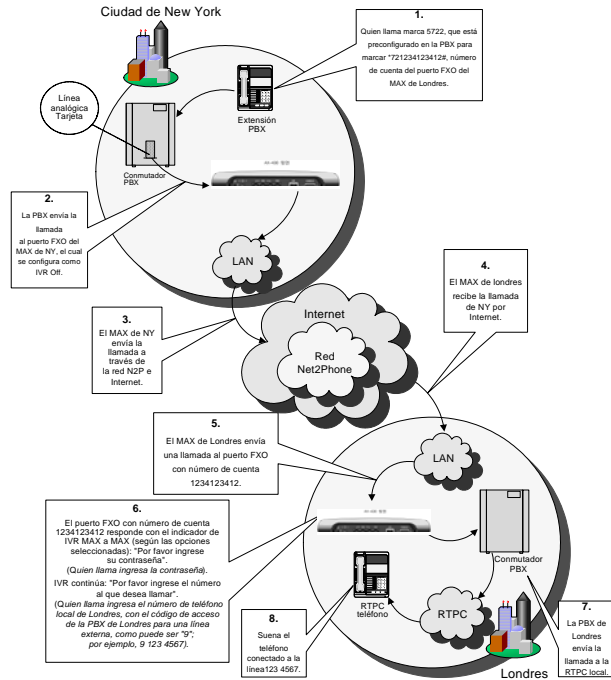 Ciudad de New York
1.
Quien llama marca 5722, que está
preconfigurado en la PBX para
marcar *721234123412#, número
de cuenta del puerto FXO del
MAX de Londres.
Línea
analógica
Tarjeta
Extensión
PBX
Conmutador
PBX
2.
La PBX envía la
llamada
al puerto FXO del
MAX de NY, el cual
se configura como
IVR Off.
LAN
3.
El MAX de NY
envía la
llamada a
través de
la red N2P e
Internet.
Internet
Red
Net2Phone
4.
El MAX de londres
recibe la llamada
de NY por
Internet.
5.
El MAX de Londres envía
una llamada al puerto FXO
con número de cuenta
1234123412.
LAN
6.
El puerto FXO con número de cuenta
1234123412 responde con el indicador de
IVR MAX a MAX (según las opciones
seleccionadas): "Por favor ingrese
su contraseña".
(Quien llama ingresa la contraseña).
IVR continúa: "Por favor ingrese el número
al que desea llamar".
(Quien llama ingresa el número de teléfono
local de Londres, con el código de acceso
de la PBX de Londres para una línea
externa, como puede ser "9";
por ejemplo, 9 123 4567).
Conmutador
PBX
RTPC
teléfono
RTPC
7.
La PBX de
Londres
envía la
llamada a la
RTPC local.
8.
Suena el
teléfono
conectado a la
línea123 4567.
Londres